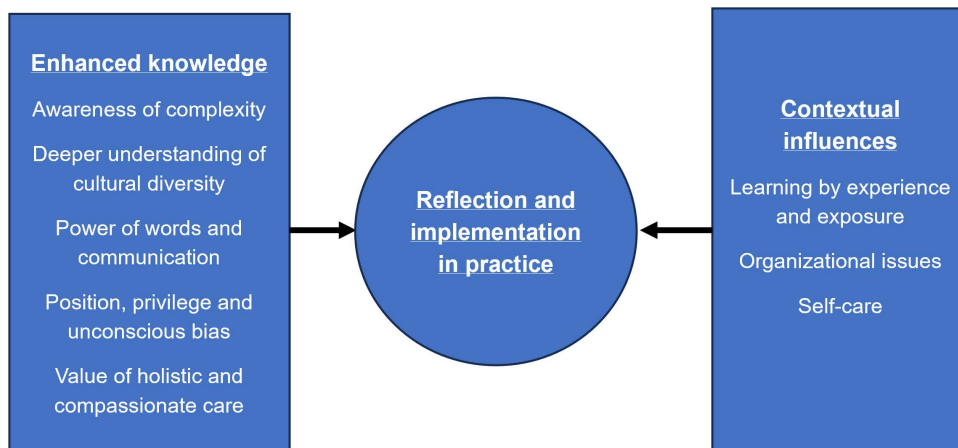 Enhanced knowledge
Awareness of complexity
Deeper understanding of
cultural diversity
Power of words and
communication
Position, privilege and
unconscious bias
Value of holistic and
compassionate care
Reflection and
implementation
in practice
Contextual
influences
Learning by experience
and exposure
Organizational issues
Self-care